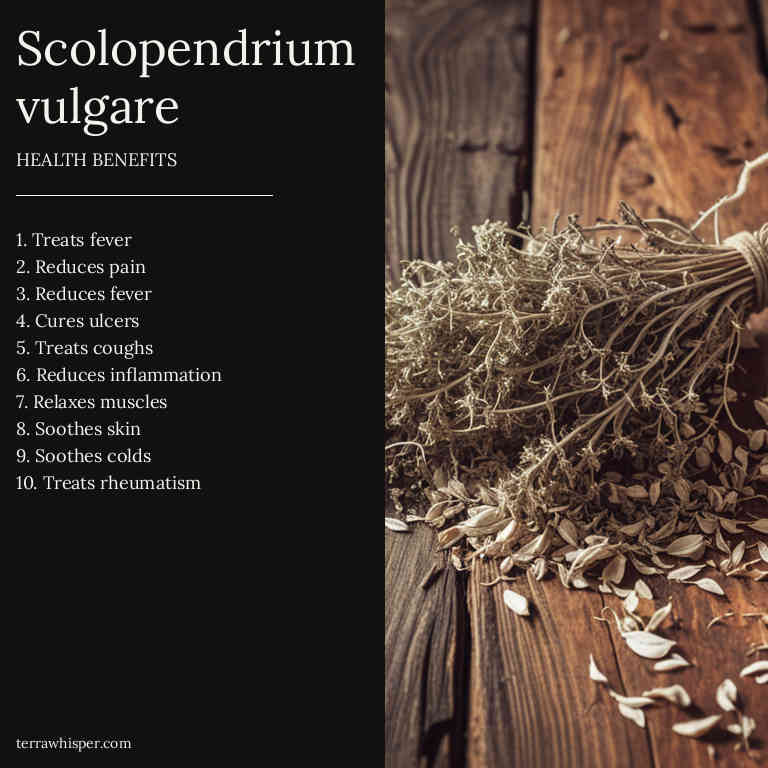 Scolopendrium
vulgare
HEALTH BENEFITS
1. Treats fever
2. Reduces pain
3. Reduces fever
4. Cures ulcers
5. Treats coughs
6. Reduces inflammation
7. Relaxes muscles
8. Soothes skin
9. Soothes colds
10. Treats rheumatism
terrawhisper.com